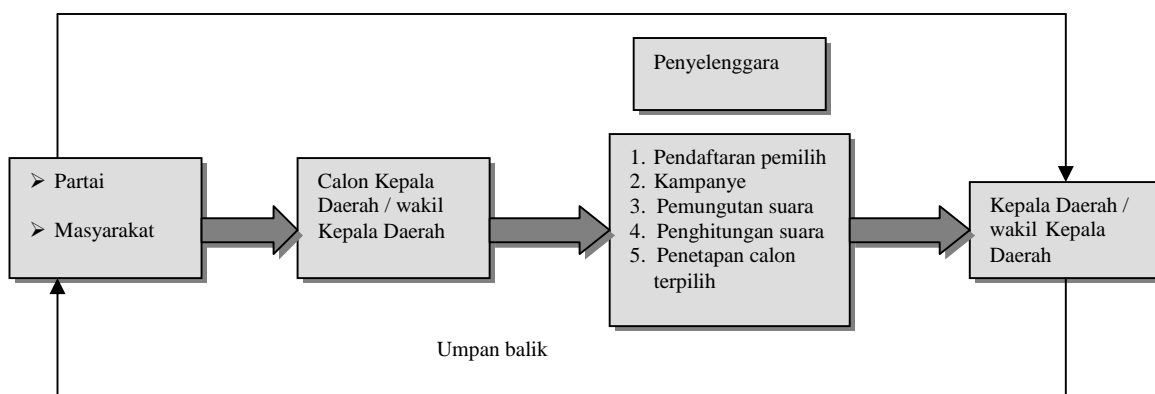 Penyelenggara
➢ Partai
➢ Masyarakat
Calon Kepala
Daerah / wakil
Kepala Daerah
1. Pendaftaran pemilih
2. Kampanye
3. Pemungutan suara
4. Penghitungan suara
5. Penetapan calon
terpilih
Kepala Daerah /
wakil Kepala
Daerah
Umpan balik